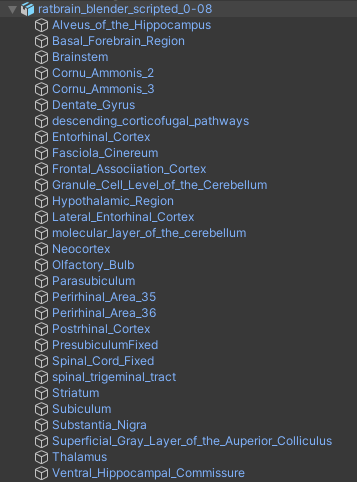 ratbrain_blender_scripted_0-08
Alveus_of_the_Hippocampus
Basal_Forebrain_Region
Brainstem
Cornu_Ammonis_2
Cornu_Ammonis_3
Dentate_Gyrus
descending_corticofugal_pathways
Entorhinal_Cortex
Fasciola_Cinereum
Frontal_Associiation_Cortex
Granule_Cell_Level_of_the_Cerebellum
Hypothalamic_Region
Lateral_Entorhinal_Cortex
molecular_layer_of_the_cerebellum
Neocortex
Olfactory_Bulb
Parasubiculum
Perirhinal_Area_35
Perirhinal_Area_36
Postrhinal_Cortex
PresubiculumFixed
Spinal_Cord_Fixed
spinal_trigeminal_tract
Striatum
Subiculum
Substantia_Nigra
Superficial_Gray_Layer_of_the_Auperior_Colliculus
Thalamus
Ventral_Hippocampal_Commissure